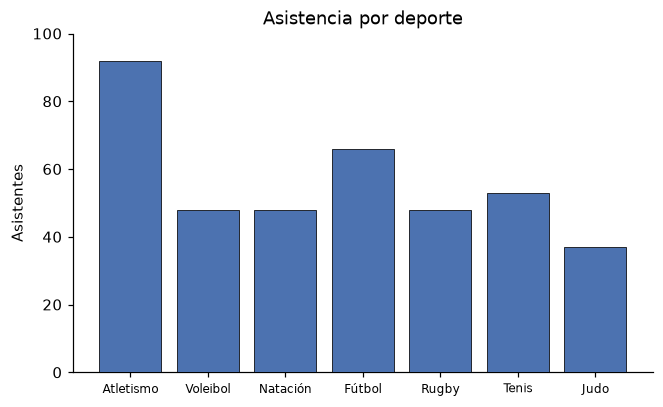 Asistencia por deporte
Asistentes
100
80
60
40
20
0
Atletismo Voleibol Natación Fútbol Rugby Tenis Judo